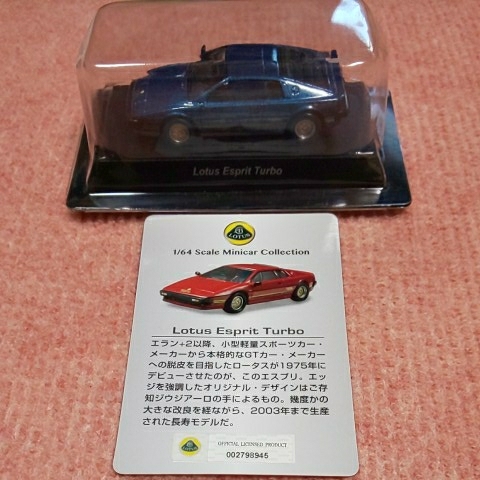 Lotus Esprit Turbo
LOTUS
1/64 Scale Minicar Collection
Lotus Esprit Turbo
エラン+2以降、小型軽量スポーツカー・
メーカーから本格的なGTカー・メーカー
への脱皮を目指したロータスが1975年に
デビューさせたのが、このエスプリ。エッ
ジを強調したオリジナル・デザインはご存
知ジウジアーロの手によるもの。幾度かの
大きな改良を経ながら、2003年まで生産
された長寿モデルだ。
LOTUS
OFFICIAL LICENSED PRODUCT
002798945